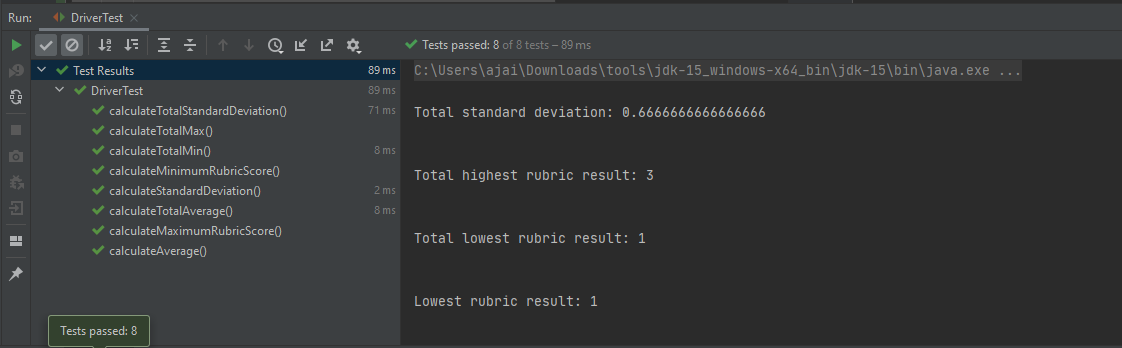 Run: DriverTest
Tests passed: 8 of 8 tests – 89 ms
Test Results 89 ms
DriverTest 89 ms
calculateTotalStandardDeviation() 71 ms
calculateTotalMax()
calculateTotalMin() 8 ms
calculateMinimumRubricScore()
calculateStandardDeviation() 2 ms
calculateTotalAverage() 8 ms
calculateMaximumRubricScore()
calculateAverage()
Tests passed: 8
C:\Users\ajai\Downloads\tools\jdk-15_windows-x64_bin\jdk-15\bin\java.exe ...
Total standard deviation: 0.6666666666666666
Total highest rubric result: 3
Total lowest rubric result: 1
Lowest rubric result: 1